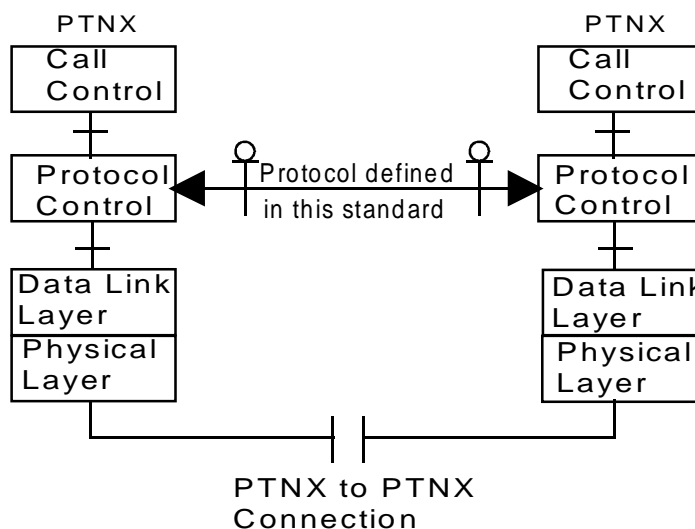 PTNX
Call
Control
Protocol
Control
Data Link
Layer
Physical
Layer
Protocol defined
in this standard
PTNX
Call
Control
Protocol
Control
Data Link
Layer
Physical
Layer
PTNX to PTNX
Connection